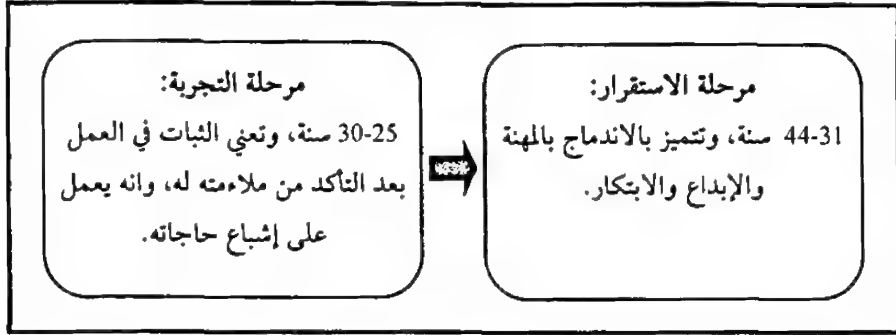 مرحلة التجربة:
25-30 سنة، وتعني الثبات في العمل
بعد التأكد من ملاءمته له، وانه يعمل
على إشباع حاجاته.
مرحلة الاستقرار:
31-44 سنة، وتتميز بالاندماج بالمهنة
والإبداع والابتكار.